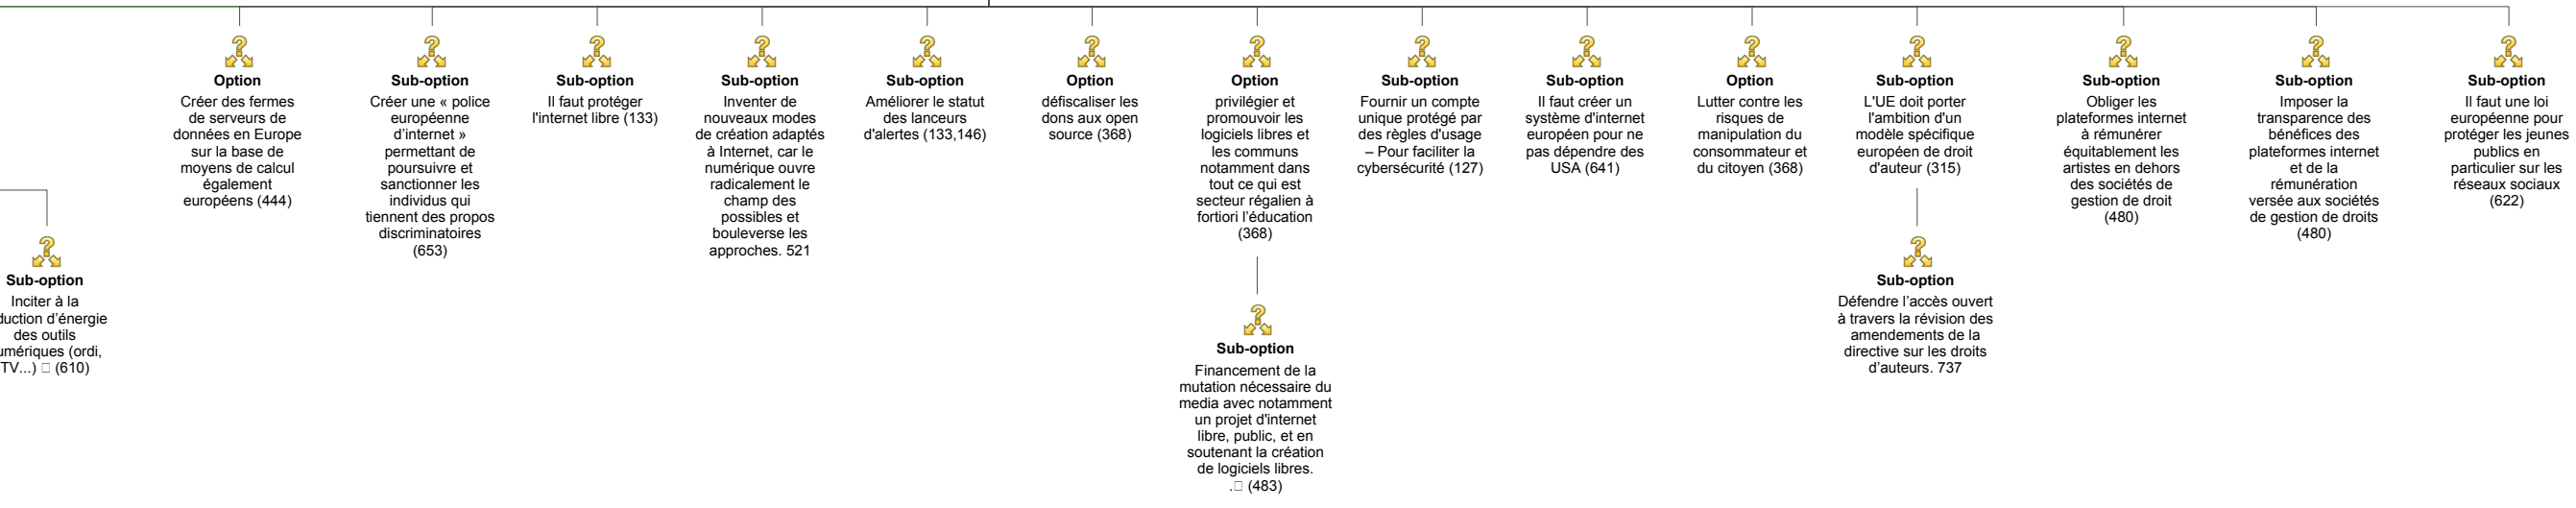 Option
Créer des fermes
de serveurs de
données en Europe
sur la base de
moyens de calcul
également
européens (444)
Sub-option
Créer une « police
européenne
d’internet »
permettant de
poursuivre et
sanctionner les
individus qui
tiennent des propos
discriminatoires
(653)
Sub-option
Il faut protéger
l'internet libre (133)
Sub-option
Inventer de
nouveaux modes
de création adaptés
à Internet, car le
numérique ouvre
radicalement le
champ des
possibles et
bouleverse les
approches. 521
Sub-option
Améliorer le statut
des lanceurs
d'alertes (133,146)
Option
défiscaliser les
dons aux open
source (368)
Option
privilégier et
promouvoir les
logiciels libres et
les communs
notamment dans
tout ce qui est
secteur régalien à
fortiori l’éducation
(368)
Sub-option
Fournir un compte
unique protégé par
des règles d'usage
– Pour faciliter la
cybersécurité (127)
Sub-option
Il faut créer un
système d'internet
européen pour ne
pas dépendre des
USA (641)
Option
Lutter contre les
risques de
manipulation du
consommateur et
du citoyen (368)
Sub-option
L'UE doit porter
l'ambition d'un
modèle spécifique
européen de droit
d'auteur (315)
Sub-option
Obliger les
plateformes internet
à rémunérer
équitablement les
artistes en dehors
des sociétés de
gestion de droit
(480)
Sub-option
Imposer la
transparence des
bénéfices des
plateformes internet
et de la
rémunération
versée aux sociétés
de gestion de droits
(480)
Sub-option
Il faut une loi
européenne pour
protéger les jeunes
publics en
particulier sur les
réseaux sociaux
(622)
Sub-option
Inciter à la
duction d’énergie
des outils
umériques (ordi,
TV...) □ (610)
Sub-option
Financement de la
mutation nécessaire du
media avec notamment
un projet d'internet
libre, public, et en
soutenant la création
de logiciels libres.
.□ (483)
Sub-option
Défendre l’accès ouvert
à travers la révision des
amendements de la
directive sur les droits
d’auteurs. 737